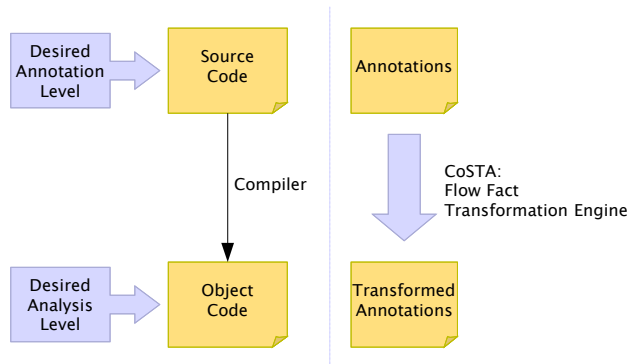 Desired
Annotation
Level
Source
Code
Annotations
Compiler
CoSTA:
Flow Fact
Transformation Engine
Desired
Analysis
Level
Object
Code
Transformed
Annotations